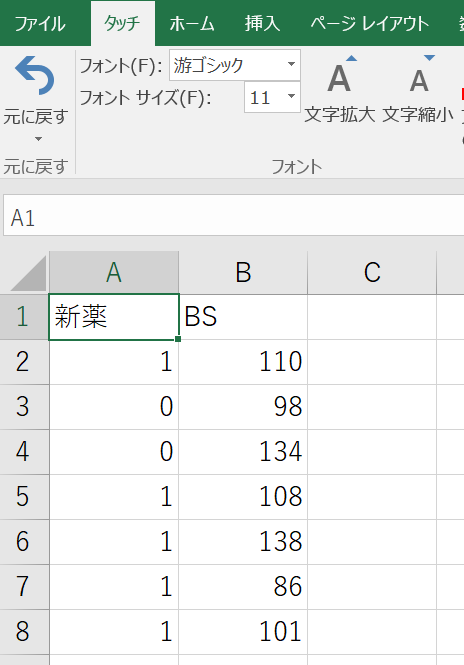 ファイル タッチ ホーム 挿入 ページ レイアウト
元に戻す
フォント(F): 游ゴシック
フォント サイズ(F): 11
A A
文字拡大 文字縮小
元に戻す フォント
A1
A B C
1 新薬 BS
2 1 110
3 0 98
4 0 134
5 1 108
6 1 138
7 1 86
8 1 101